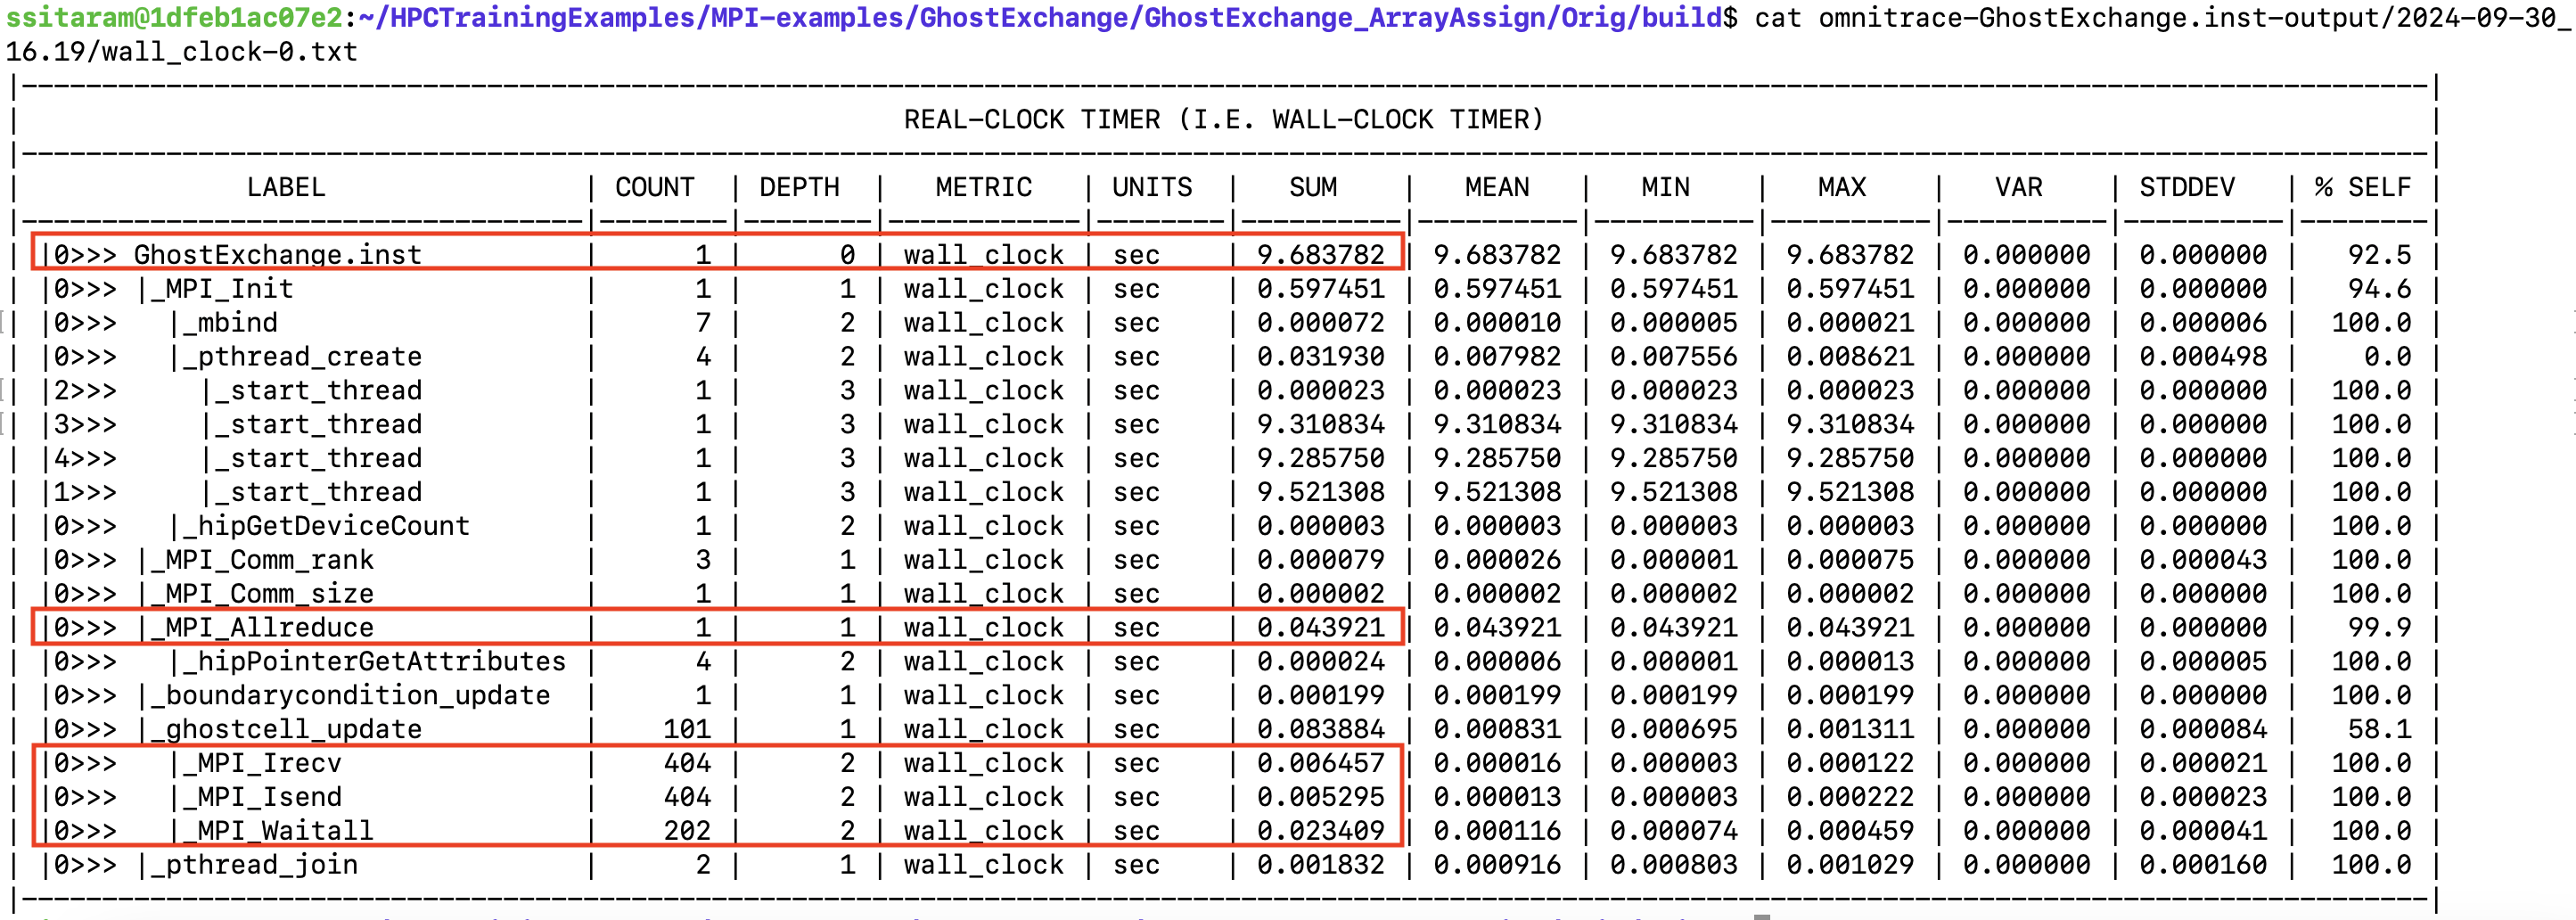 ssitaram@1dfeb1ac07e2:~/HPCTrainingExamples/MPI-examples/GhostExchange/GhostExchange_ArrayAssign/Orig/build$ cat omnitrace-GhostExchange.inst-output/2024-09-30_
16.19/wall_clock-0.txt
REAL-CLOCK TIMER (I.E. WALL-CLOCK TIMER)
| LABEL | COUNT | DEPTH | METRIC | UNITS | SUM | MEAN | MIN | MAX | VAR | STDDEV | % SELF |
| |0>>> GhostExchange.inst | 1 | 0 | wall_clock | sec | 9.683782 | 9.683782 | 9.683782 | 9.683782 | 0.000000 | 0.000000 | 92.5 |
| |0>>> |_MPI_Init | 1 | 1 | wall_clock | sec | 0.597451 | 0.597451 | 0.597451 | 0.597451 | 0.000000 | 0.000000 | 94.6 |
| |0>>> |_mbind | 7 | 2 | wall_clock | sec | 0.000072 | 0.000010 | 0.000005 | 0.000021 | 0.000000 | 0.000006 | 100.0 |
| |0>>> |_pthread_create | 4 | 2 | wall_clock | sec | 0.031930 | 0.007982 | 0.007556 | 0.008621 | 0.000000 | 0.000498 | 0.0 |
| |2>>> |_start_thread | 1 | 3 | wall_clock | sec | 0.000023 | 0.000023 | 0.000023 | 0.000023 | 0.000000 | 0.000000 | 100.0 |
| |3>>> |_start_thread | 1 | 3 | wall_clock | sec | 9.310834 | 9.310834 | 9.310834 | 9.310834 | 0.000000 | 0.000000 | 100.0 |
| |4>>> |_start_thread | 1 | 3 | wall_clock | sec | 9.285750 | 9.285750 | 9.285750 | 9.285750 | 0.000000 | 0.000000 | 100.0 |
| |1>>> |_start_thread | 1 | 3 | wall_clock | sec | 9.521308 | 9.521308 | 9.521308 | 9.521308 | 0.000000 | 0.000000 | 100.0 |
| |0>>> |_hipGetDeviceCount | 1 | 2 | wall_clock | sec | 0.000003 | 0.000003 | 0.000003 | 0.000003 | 0.000000 | 0.000000 | 100.0 |
| |0>>> |_MPI_Comm_rank | 3 | 1 | wall_clock | sec | 0.000079 | 0.000026 | 0.000001 | 0.000075 | 0.000000 | 0.000043 | 100.0 |
| |0>>> |_MPI_Comm_size | 1 | 1 | wall_clock | sec | 0.000002 | 0.000002 | 0.000002 | 0.000002 | 0.000000 | 0.000000 | 100.0 |
| |0>>> |_MPI_Allreduce | 1 | 1 | wall_clock | sec | 0.043921 | 0.043921 | 0.043921 | 0.043921 | 0.000000 | 0.000000 | 99.9 |
| |0>>> |_hipPointerGetAttributes | 4 | 2 | wall_clock | sec | 0.000024 | 0.000006 | 0.000001 | 0.000013 | 0.000000 | 0.000005 | 100.0 |
| |0>>> |_boundarycondition_update | 1 | 1 | wall_clock | sec | 0.000199 | 0.000199 | 0.000199 | 0.000199 | 0.000000 | 0.000000 | 100.0 |
| |0>>> |_ghostcell_update | 101 | 1 | wall_clock | sec | 0.083884 | 0.000831 | 0.000695 | 0.001311 | 0.000000 | 0.000084 | 58.1 |
| |0>>> |_MPI_Irecv | 404 | 2 | wall_clock | sec | 0.006457 | 0.000016 | 0.000003 | 0.000122 | 0.000000 | 0.000021 | 100.0 |
| |0>>> |_MPI_Isend | 404 | 2 | wall_clock | sec | 0.005295 | 0.000013 | 0.000003 | 0.000222 | 0.000000 | 0.000023 | 100.0 |
| |0>>> |_MPI_Waitall | 202 | 2 | wall_clock | sec | 0.023409 | 0.000116 | 0.000074 | 0.000459 | 0.000000 | 0.000041 | 100.0 |
| |0>>> |_pthread_join | 2 | 1 | wall_clock | sec | 0.001832 | 0.000916 | 0.000803 | 0.001029 | 0.000000 | 0.000160 | 100.0 |